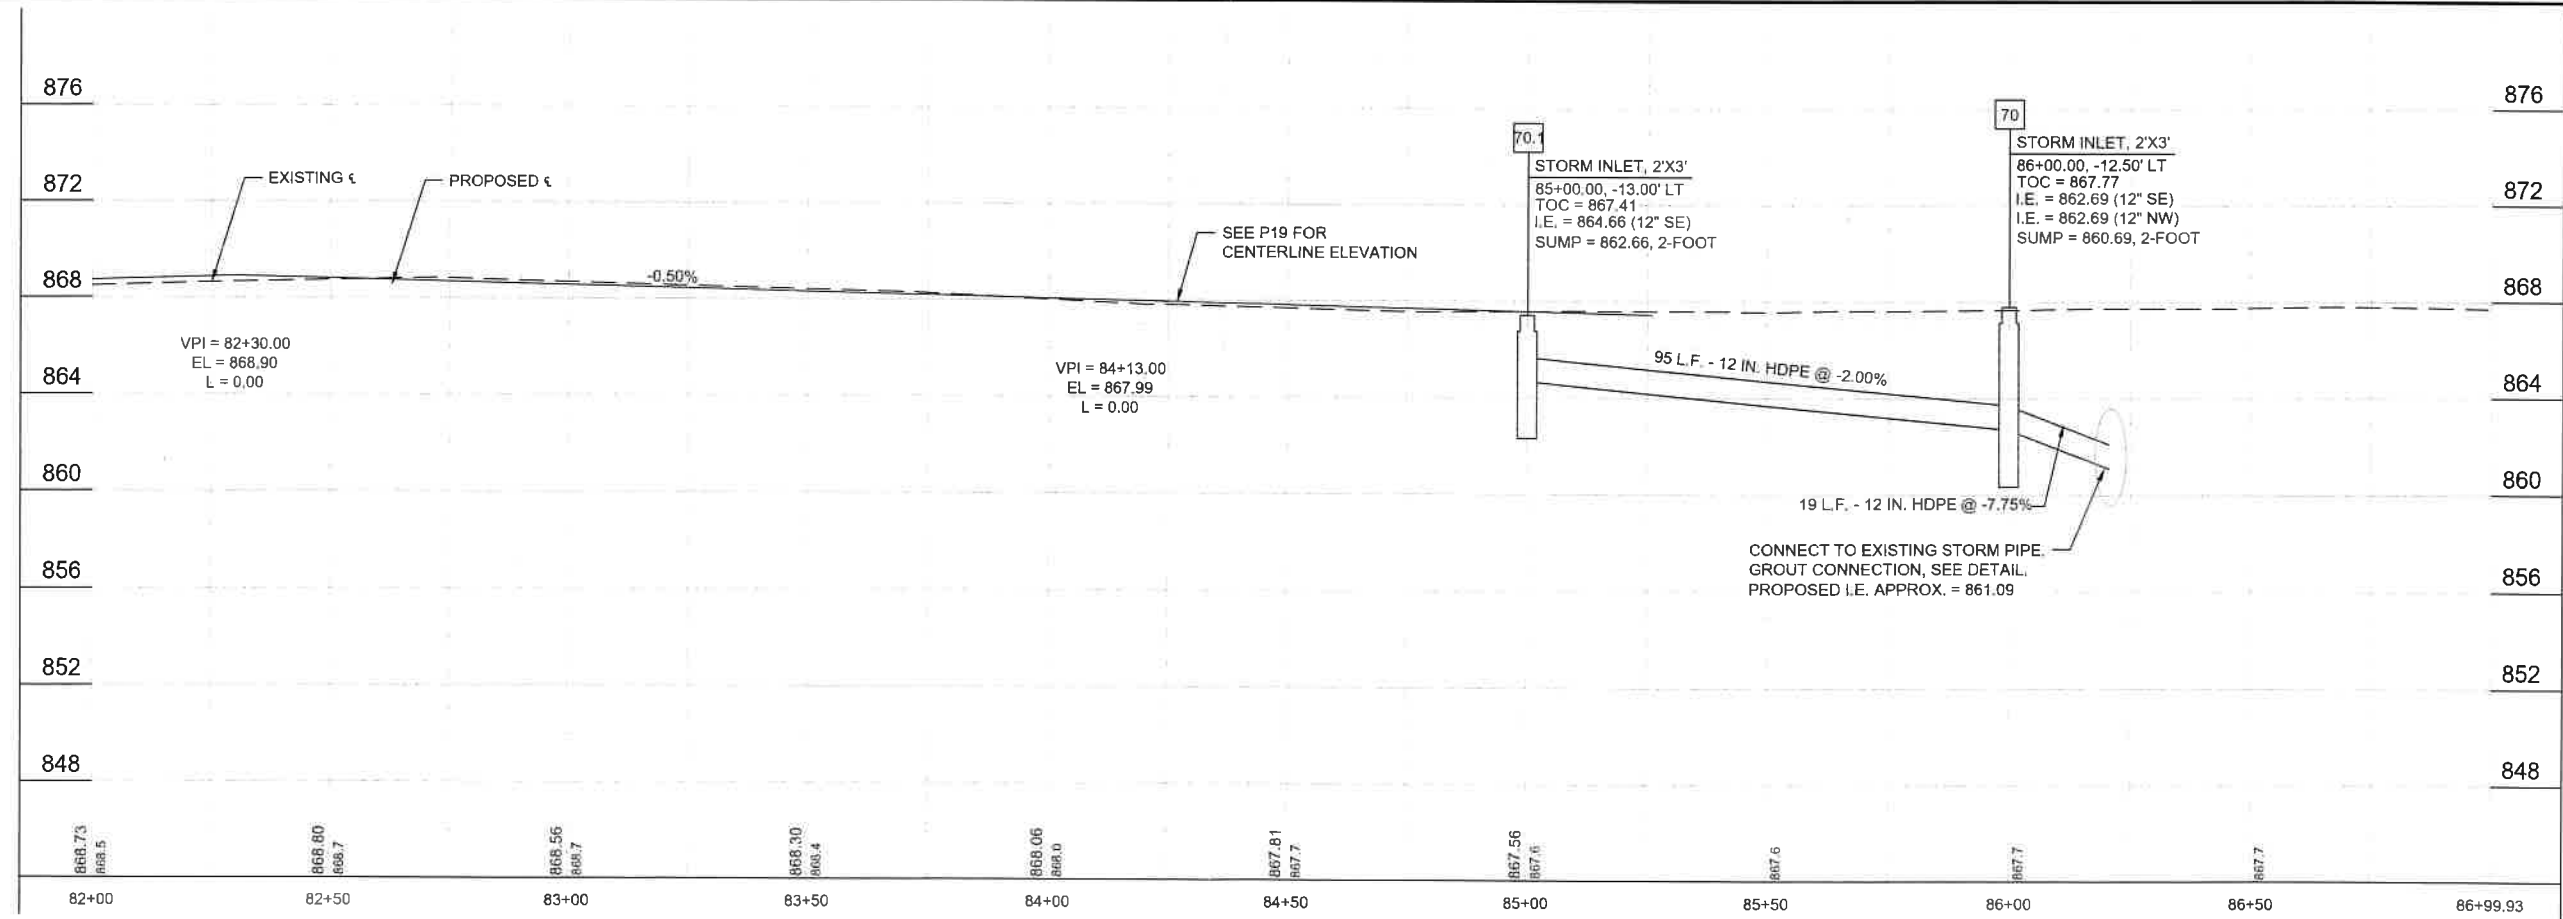 876
872
868
864
860
856
852
848
876
872
868
864
860
856
852
848
EXISTING ℄
PROPOSED ℄
-0.50%
VPI = 82+30.00
EL = 868.90
L = 0.00
VPI = 84+13.00
EL = 867.99
L = 0.00
SEE P19 FOR
CENTERLINE ELEVATION
70.1
STORM INLET, 2'X3'
85+00.00, -13.00' LT
TOC = 867.41
I.E. = 864.66 (12" SE)
SUMP = 862.66, 2-FOOT
70
STORM INLET, 2'X3'
86+00.00, -12.50' LT
TOC = 867.77
I.E. = 862.69 (12" SE)
I.E. = 862.69 (12" NW)
SUMP = 860.69, 2-FOOT
95 L.F. - 12 IN. HDPE @ -2.00%
19 L.F. - 12 IN. HDPE @ -7.75%
CONNECT TO EXISTING STORM PIPE.
GROUT CONNECTION, SEE DETAIL.
PROPOSED I.E. APPROX. = 861.09
868.73
868.5
868.80
868.7
868.56
868.7
868.30
868.4
868.06
868.0
867.81
867.7
867.56
867.6
867.6
867.7
867.7
82+00
82+50
83+00
83+50
84+00
84+50
85+00
85+50
86+00
86+50
86+99.93